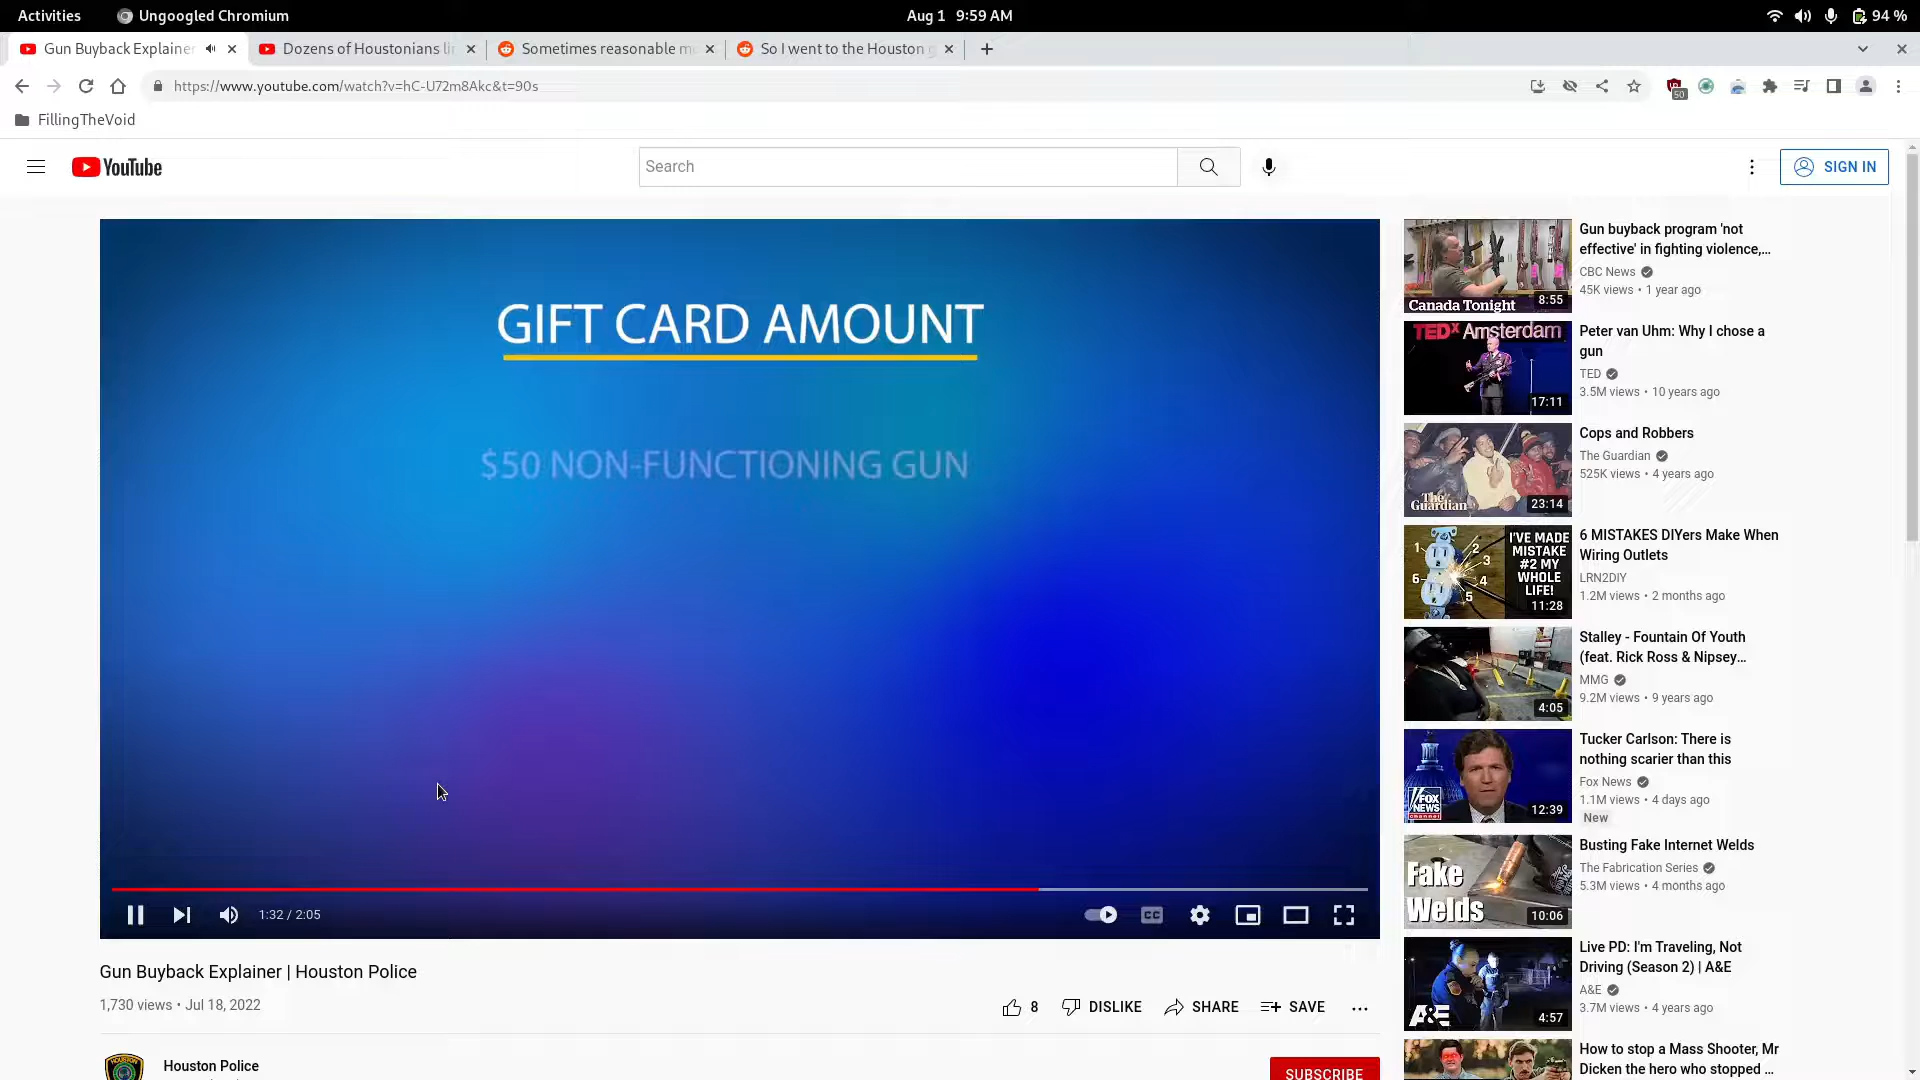 Activities
Ungoogled Chromium
Aug 1 9:59 AM
94 %
Gun Buyback Explainer
Dozens of Houstonians li
Sometimes reasonable m
So I went to the Houston g
https://www.youtube.com/watch?v=hC-U72m8Akc&t=90s
50
FillingTheVoid
YouTube
Search
SIGN IN
GIFT CARD AMOUNT
$50 NON-FUNCTIONING GUN
1:32 / 2:05
CC
Gun Buyback Explainer | Houston Police
1,730 views • Jul 18, 2022
8
DISLIKE
SHARE
SAVE
Houston Police
SUBSCRIBE
Canada Tonight
8:55
Gun buyback program 'not
effective' in fighting violence,...
CBC News
45K views • 1 year ago
TEDx Amsterdam
17:11
Peter van Uhm: Why I chose a
gun
TED
3.5M views • 10 years ago
The Guardian
23:14
Cops and Robbers
The Guardian
525K views • 4 years ago
1
2
3
4
5
6
I'VE MADE
MISTAKE
#2 MY
WHOLE
LIFE!
11:28
6 MISTAKES DIYers Make When
Wiring Outlets
LRN2DIY
1.2M views • 2 months ago
4:05
Stalley - Fountain Of Youth
(feat. Rick Ross & Nipsey...
MMG
9.2M views • 9 years ago
FOX
NEWS
channel
12:39
Tucker Carlson: There is
nothing scarier than this
Fox News
1.1M views • 4 days ago
New
Fake
Welds
10:06
Busting Fake Internet Welds
The Fabrication Series
5.3M views • 4 months ago
A&E
4:57
Live PD: I'm Traveling, Not
Driving (Season 2) | A&E
A&E
3.7M views • 4 years ago
How to stop a Mass Shooter, Mr
Dicken the hero who stopped ...